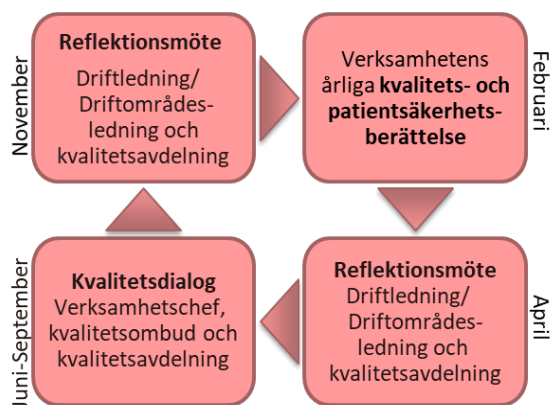 November
Reflektionsmöte
Driftledning/
Driftområdes-
ledning och
kvalitetsavdelning
Verksamhetens
årliga kvalitets- och
patientsäkerhets-
berättelse
Februari
Juni-September
Kvalitetsdialog
Verksamhetschef,
kvalitetsombud och
kvalitetsavdelning
Reflektionsmöte
Driftledning/
Driftområdes-
ledning och
kvalitetsavdelning
April